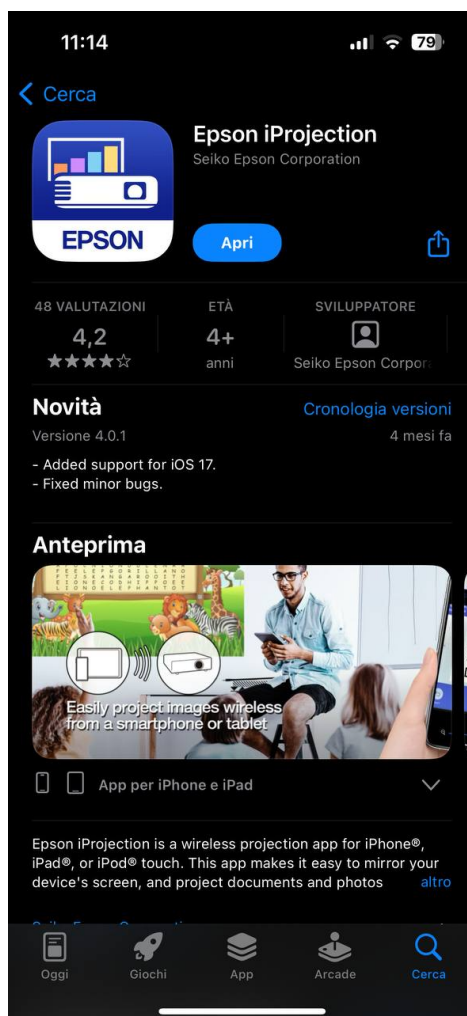 11:14
79
Cerca
Epson iProjection
Seiko Epson Corporation
EPSON
Apri
48 VALUTAZIONI
4,2
ETÀ
4+
anni
SVILUPPATORE
Seiko Epson Corpor
Novità
Cronologia versioni
Versione 4.0.1
4 mesi fa
- Added support for iOS 17.
- Fixed minor bugs.
Anteprima
Easily project images wireless
from a smartphone or tablet
App per iPhone e iPad
Epson iProjection is a wireless projection app for iPhone®,
iPad®, or iPod® touch. This app makes it easy to mirror your
device's screen, and project documents and photos altro
Oggi
Giochi
App
Arcade
Cerca